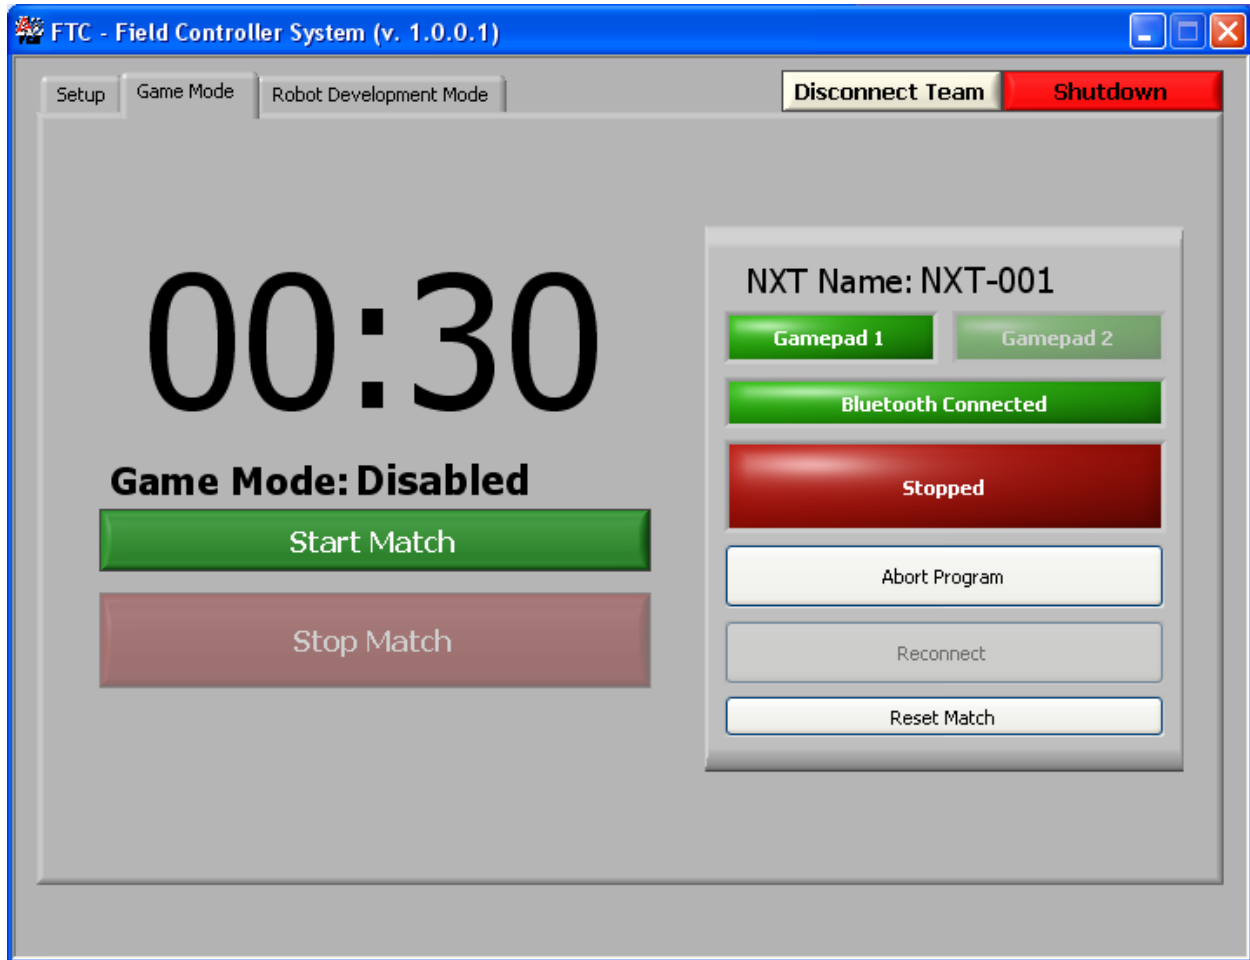 FTC - Field Controller System (v. 1.0.0.1)
Setup
Game Mode
Robot Development Mode
Disconnect Team
Shutdown
00:30
Game Mode: Disabled
Start Match
Stop Match
NXT Name: NXT-001
Gamepad 1
Gamepad 2
Bluetooth Connected
Stopped
Abort Program
Reconnect
Reset Match